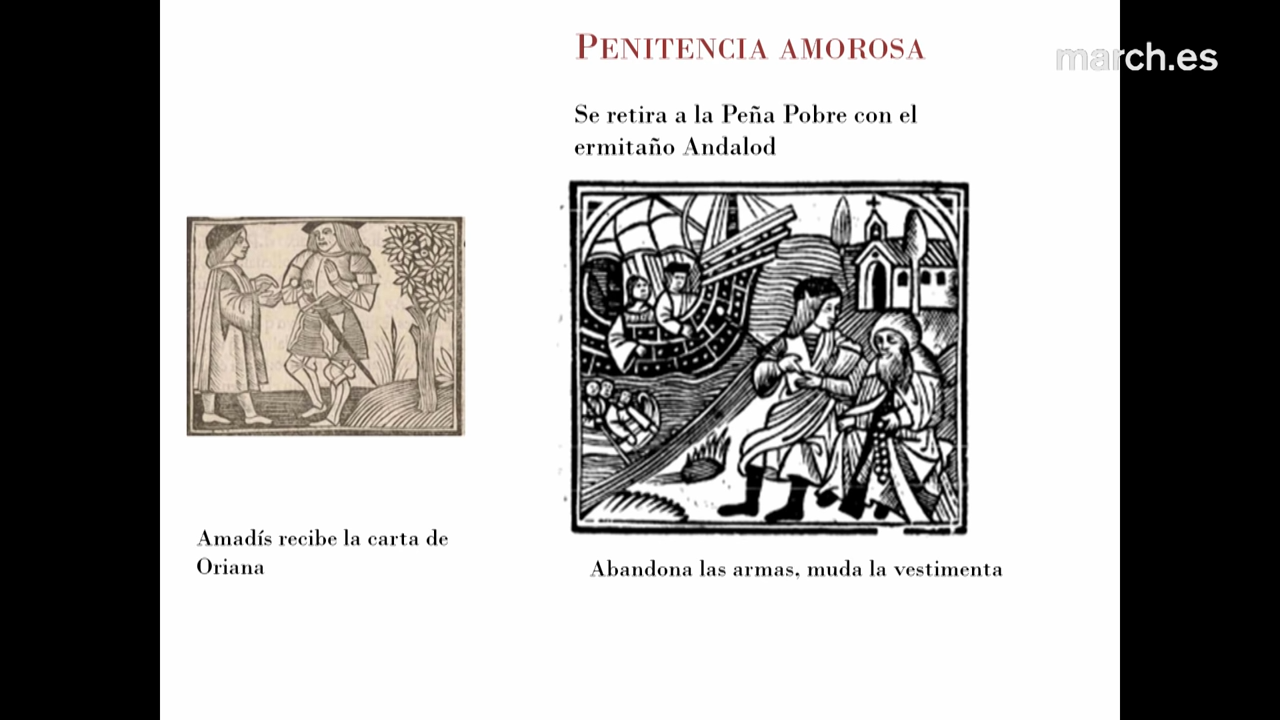 PENITENCIA AMOROSA
march.es
Se retira a la Peña Pobre con el
ermitaño Andalod
Amadís recibe la carta de
Oriana
Abandona las armas, muda la vestimenta